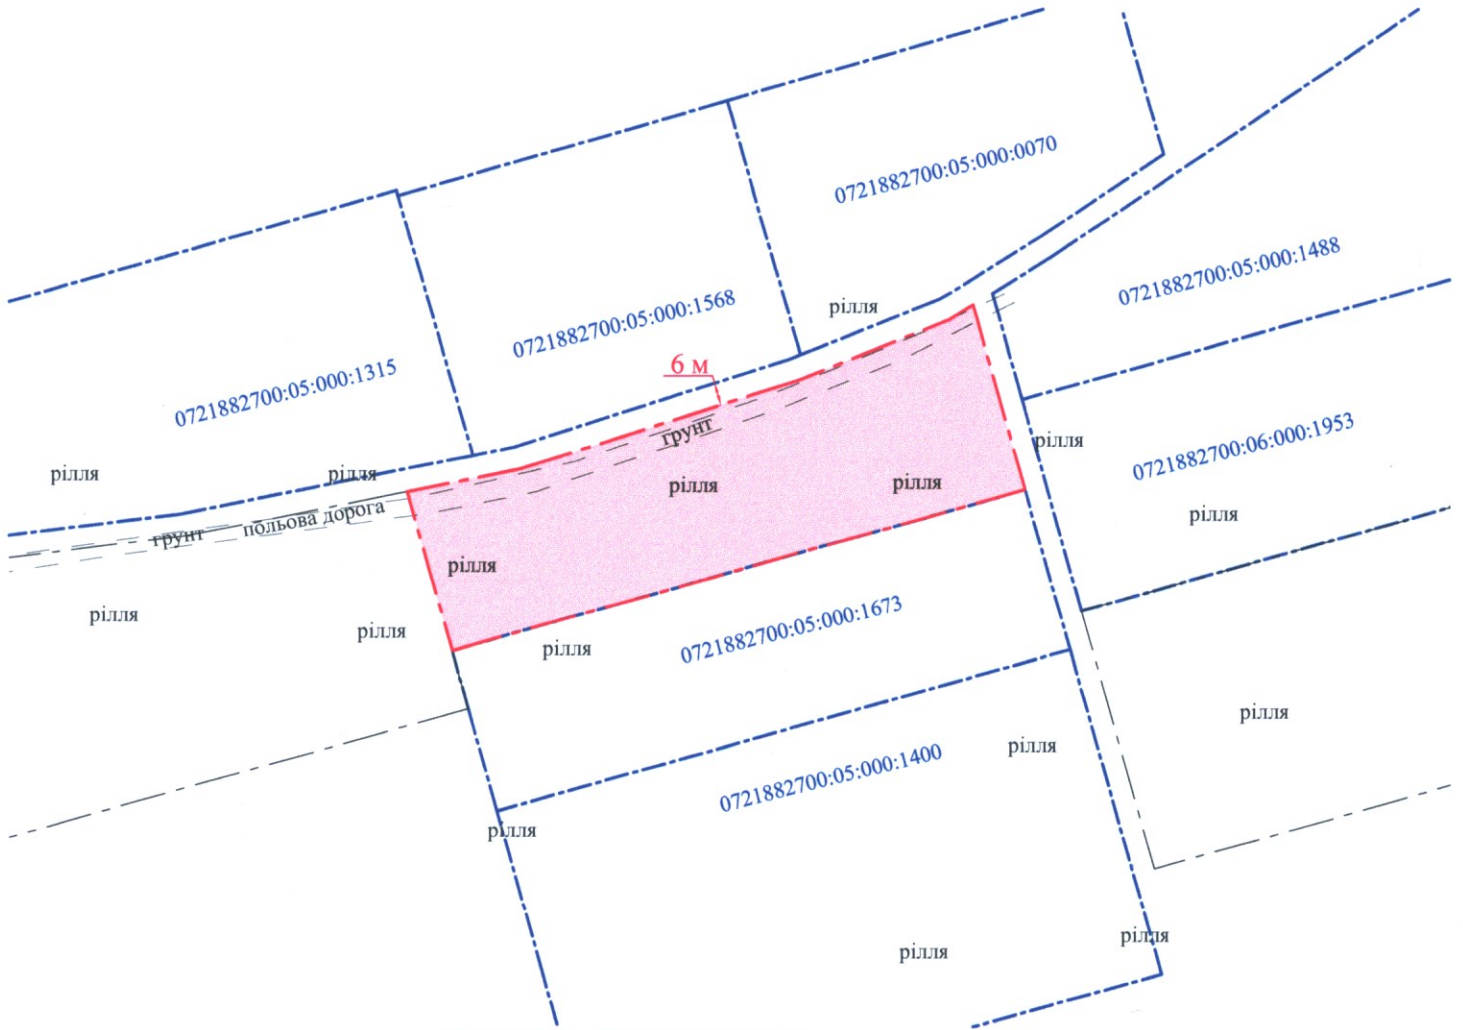 0721882700:05:000:0070
0721882700:05:000:1488
0721882700:05:000:1568
рілля
6 м
0721882700:05:000:1315
грунт
рілля
0721882700:06:000:1953
рілля
рілля
рілля
рілля
рілля
грунт
польова дорога
рілля
рілля
рілля
рілля
0721882700:05:000:1673
рілля
рілля
рілля
0721882700:05:000:1400
рілля
рілля
рілля